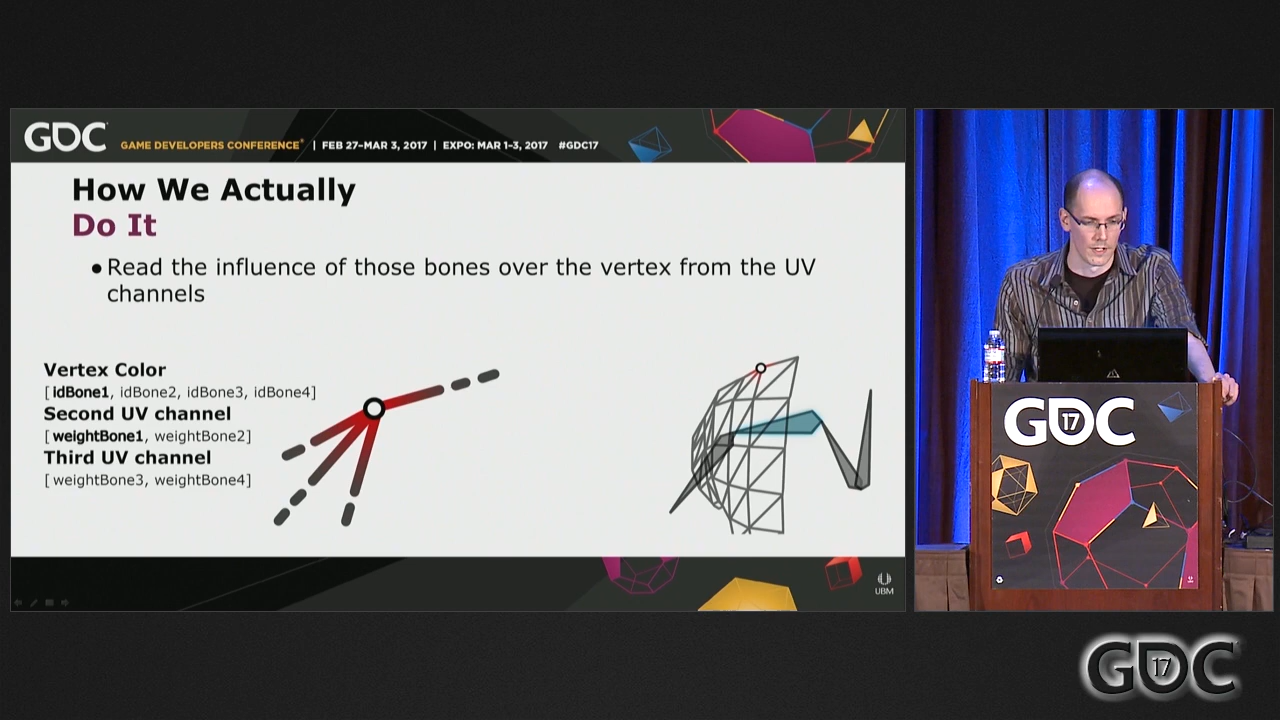 GDC
GAME DEVELOPERS CONFERENCE® | FEB 27–MAR 3, 2017 | EXPO: MAR 1–3, 2017 #GDC17
How We Actually
Do It
•Read the influence of those bones over the vertex from the UV
channels
Vertex Color
[ idBone1, idBone2, idBone3, idBone4]
Second UV channel
[ weightBone1, weightBone2]
Third UV channel
[ weightBone3, weightBone4]
UBM
GDC
17
GDC
17